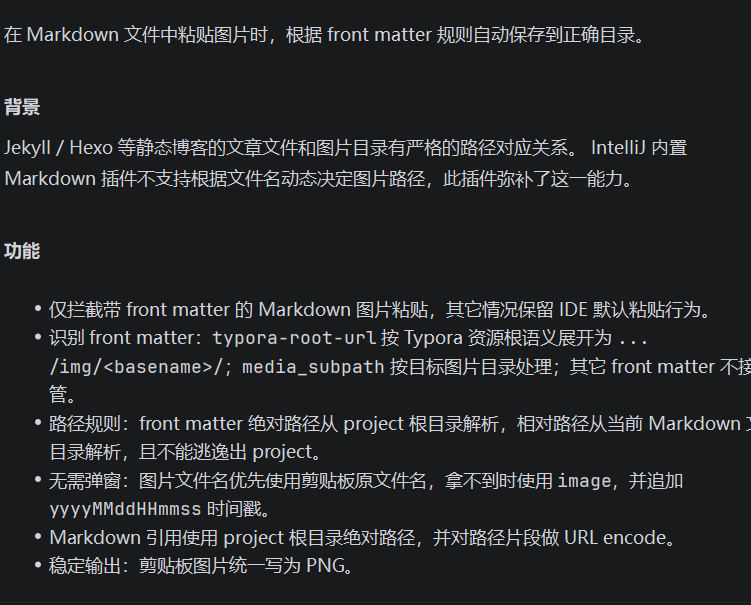 在 Markdown 文件中粘贴图片时，根据 front matter 规则自动保存到正确目录。
背景
Jekyll / Hexo 等静态博客的文章文件和图片目录有严格的路径对应关系。 IntelliJ 内置
Markdown 插件不支持根据文件名动态决定图片路径，此插件弥补了这一能力。
功能
• 仅拦截带 front matter 的 Markdown 图片粘贴，其它情况保留 IDE 默认粘贴行为。
• 识别 front matter：typora-root-url 按 Typora 资源根语义展开为 ...
/img/<basename>/；media_subpath 按目标图片目录处理；其它 front matter 不接
管。
• 路径规则：front matter 绝对路径从 project 根目录解析，相对路径从当前 Markdown
目录解析，且不能逃逸出 project。
• 无需弹窗：图片文件名优先使用剪贴板原文件名，拿不到时使用 image，并追加
yyyyMMddHHmmss 时间戳。
• Markdown 引用使用 project 根目录绝对路径，并对路径片段做 URL encode。
• 稳定输出：剪贴板图片统一写为 PNG。